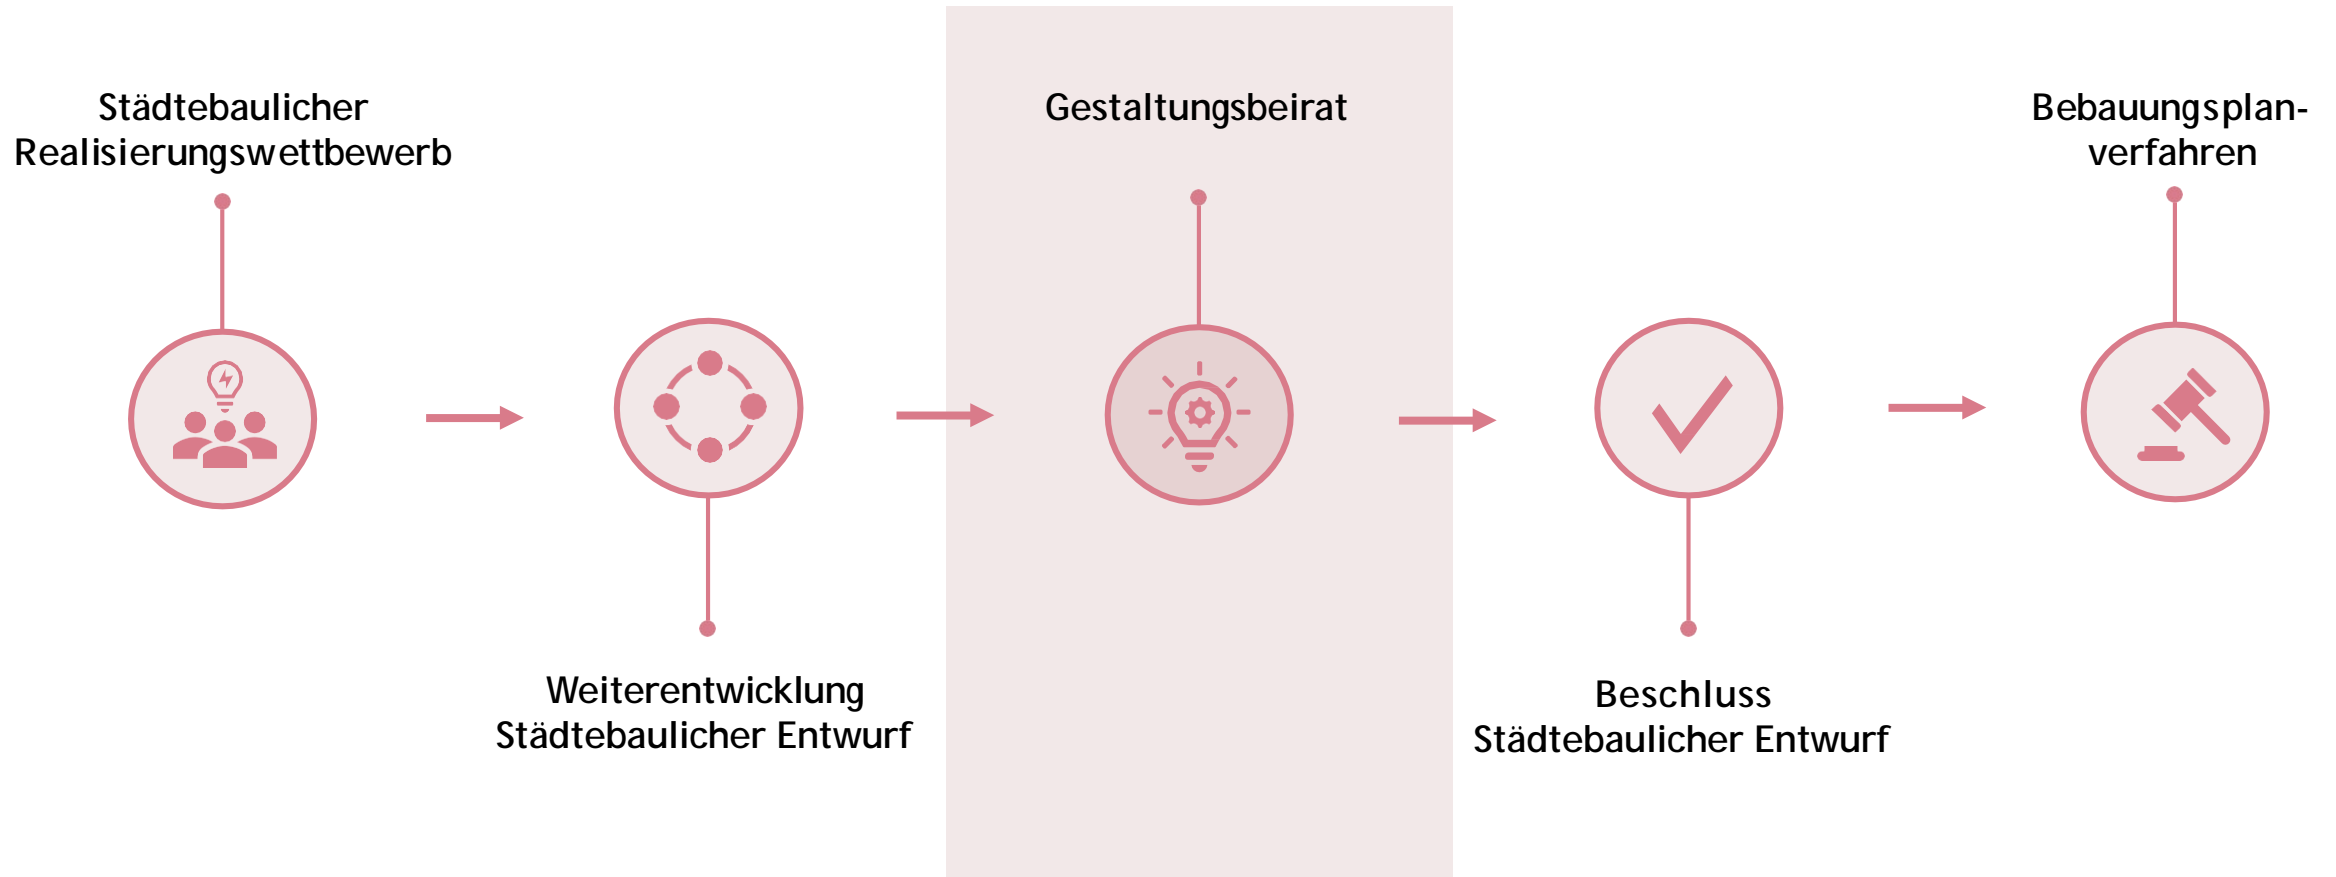 Städtebaulicher
Realisierungswettbewerb
Weiterentwicklung
Städtebaulicher Entwurf
Gestaltungsbeirat
Beschluss
Städtebaulicher Entwurf
Bebauungsplan-
verfahren